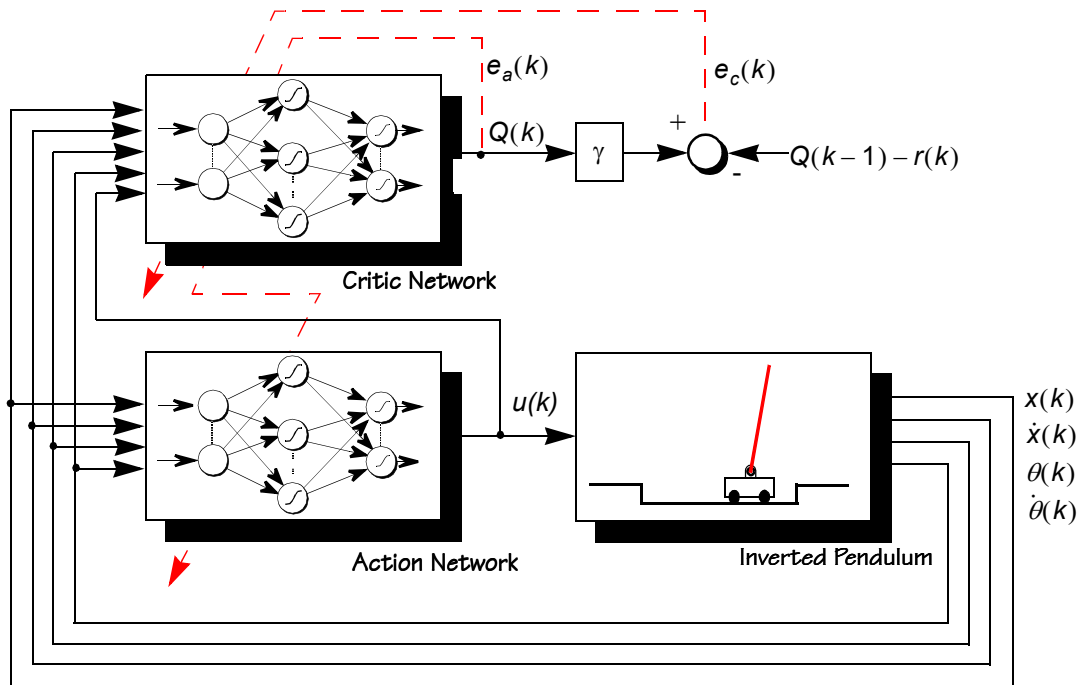 e_a(k)
e_c(k)
Q(k)
+
γ
Q(k − 1) − r(k)
-
Critic Network
u(k)
x(k)
ẋ(k)
θ(k)
θ̇(k)
Action Network
Inverted Pendulum